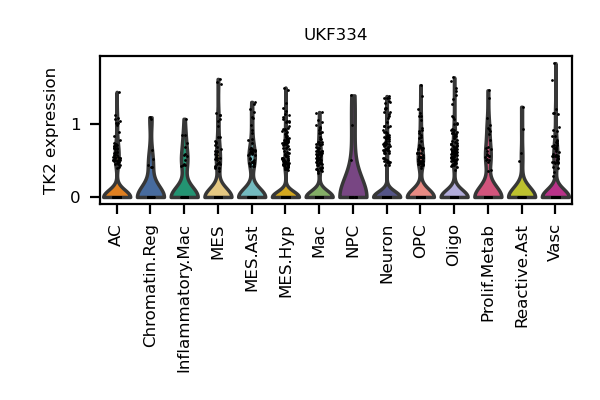 UKF334
TK2 expression
1
0
AC
Chromatin.Reg
Inflammatory.Mac
MES
MES.Ast
MES.Hyp
Mac
NPC
Neuron
OPC
Oligo
Prolif.Metab
Reactive.Ast
Vasc